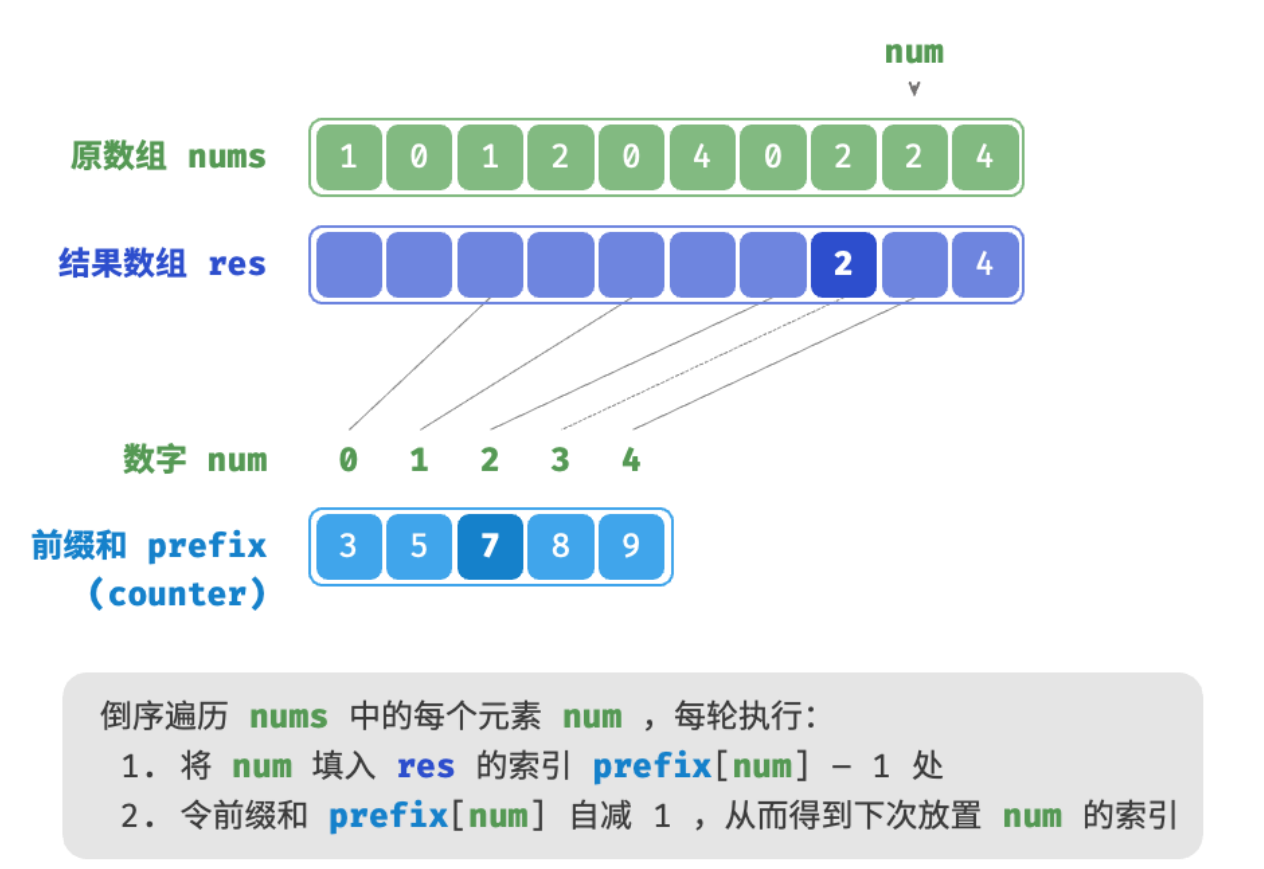 num
原数组 nums 1 0 1 2 0 4 0 2 2 4
结果数组 res 2 4
数字 num 0 1 2 3 4
前缀和 prefix 3 5 7 8 9
(counter)
倒序遍历 nums 中的每个元素 num ，每轮执行：
1. 将 num 填入 res 的索引 prefix[num] – 1 处
2. 令前缀和 prefix[num] 自减 1 ，从而得到下次放置 num 的索引